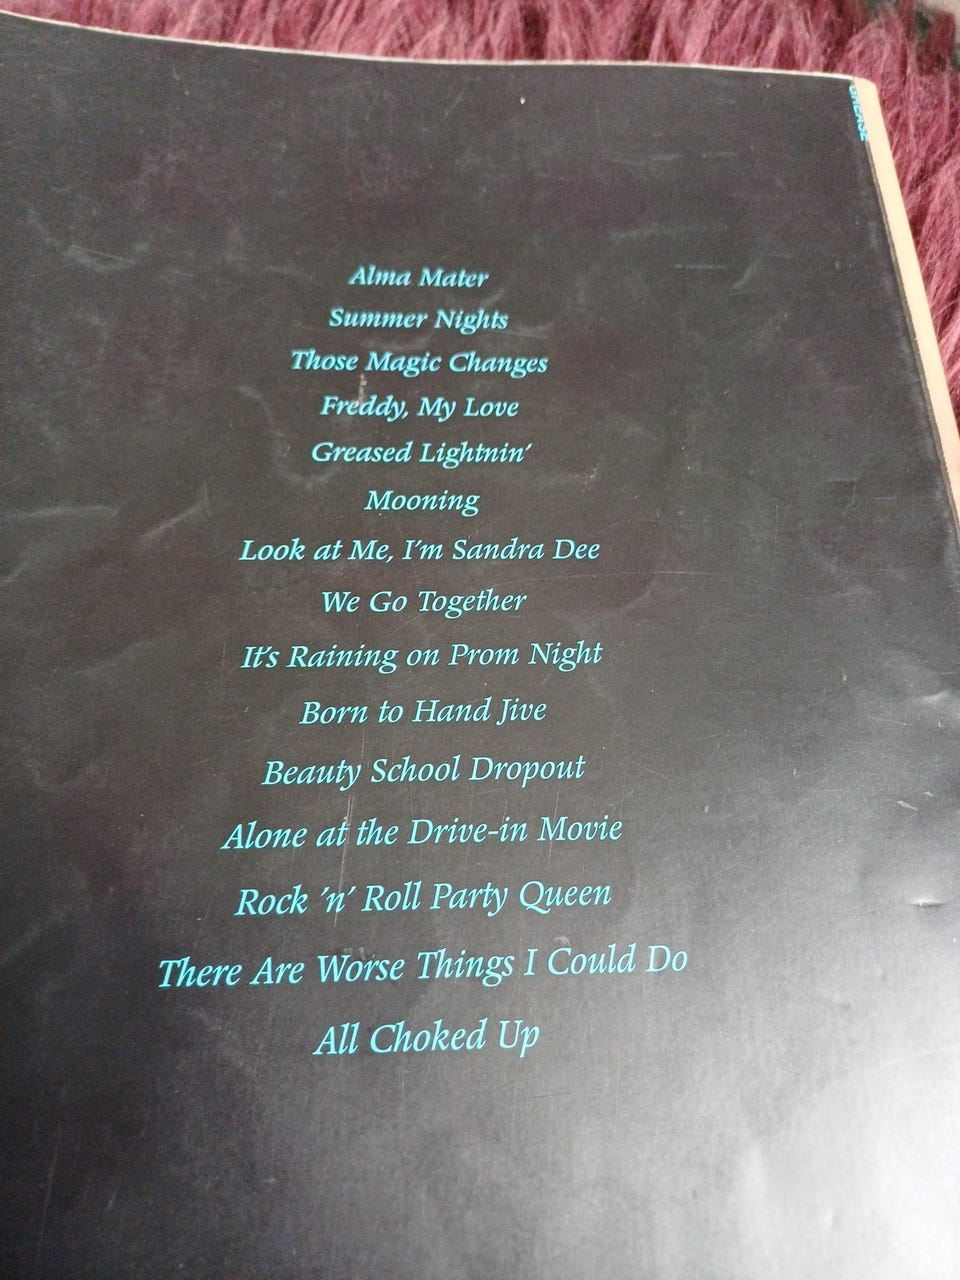 GREASE
Alma Mater
Summer Nights
Those Magic Changes
Freddy, My Love
Greased Lightnin'
Mooning
Look at Me, I'm Sandra Dee
We Go Together
It's Raining on Prom Night
Born to Hand Jive
Beauty School Dropout
Alone at the Drive-in Movie
Rock 'n' Roll Party Queen
There Are Worse Things I Could Do
All Choked Up